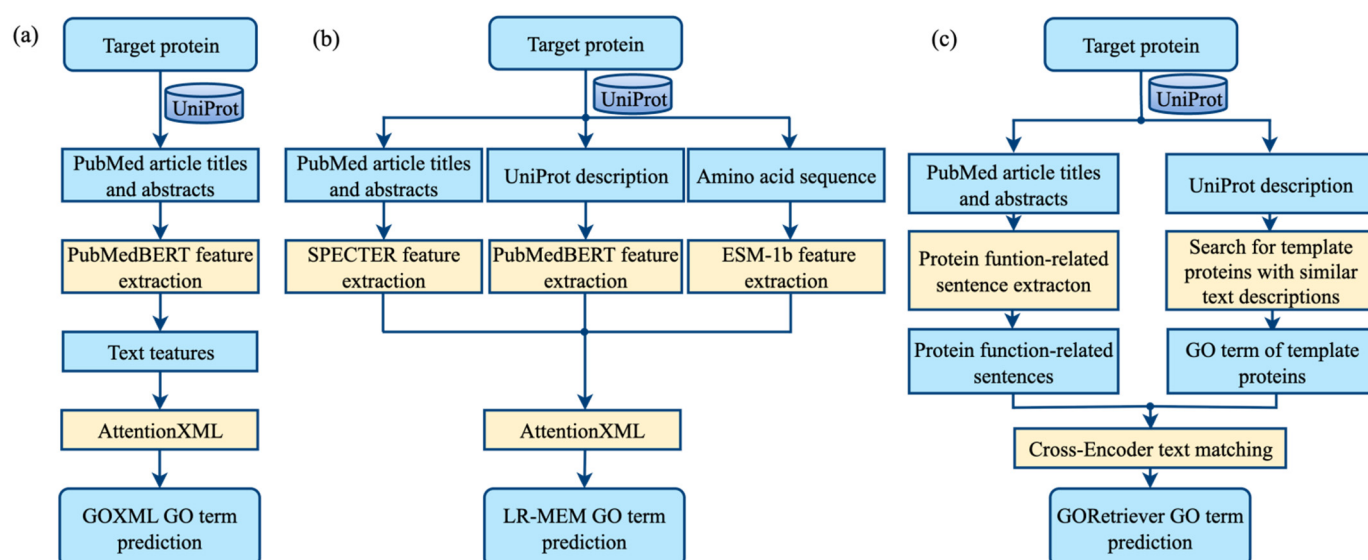 (a)
Target protein
UniProt
PubMed article titles
and abstracts
PubMedBERT feature
extraction
Text teatures
AttentionXML
GOXML GO term
prediction
(b)
Target protein
UniProt
PubMed article titles
and abstracts
UniProt description
Amino acid sequence
SPECTER feature
extraction
PubMedBERT feature
extraction
ESM-1b feature
extraction
AttentionXML
LR-MEM GO term
prediction
(c)
Target protein
UniProt
PubMed article titles
and abstracts
UniProt description
Protein funtion-related
sentence extracton
Search for template
proteins with similar
text descriptions
Protein function-related
sentences
GO term of template
proteins
Cross-Encoder text matching
GORetriever GO term
prediction